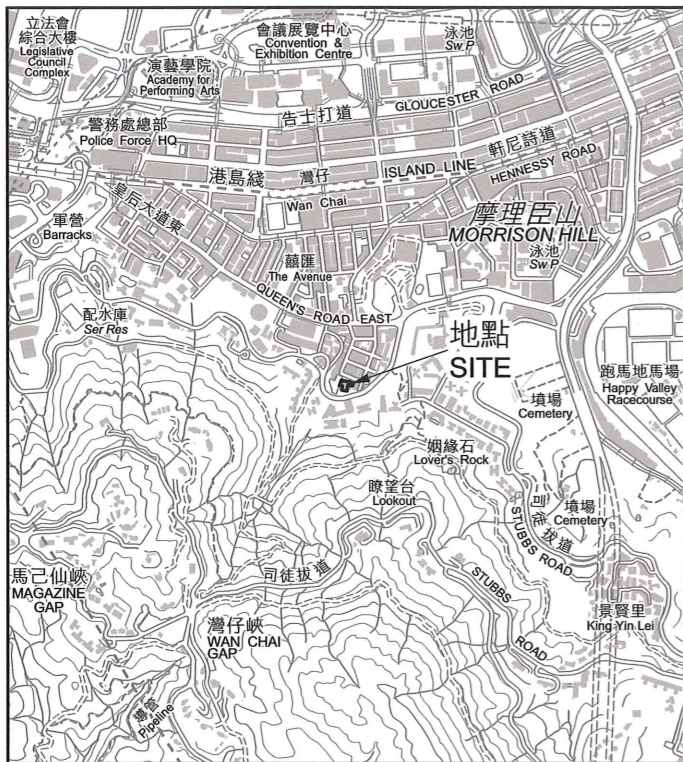 立法會
綜合大樓
Legislative
Council
Complex
演藝學院
Academy for
Performing Arts
會議展覽中心
Convention &
Exhibition Centre
泳池
Sw P
告士打道
GLOUCESTER ROAD
警務處總部
Police Force HQ
港島綫
灣仔
ISLAND LINE
軒尼詩道
HENNESSY ROAD
Wan Chai
皇后大道東
軍營
Barracks
摩理臣山
MORRISON HILL
泳池
Sw P
囍匯
The Avenue
QUEEN'S ROAD EAST
配水庫
Ser Res
地點
SITE
T
跑馬地馬場
Happy Valley
Racecourse
墳場
Cemetery
姻緣石
Lover's Rock
瞭望台
Lookout
墳場
Cemetery
司徒拔道
STUBBS ROAD
司徒拔道
STUBBS ROAD
馬己仙峽
MAGAZINE
GAP
灣仔峽
WAN CHAI
GAP
景賢里
King Yin Lei
導管
Pipeline